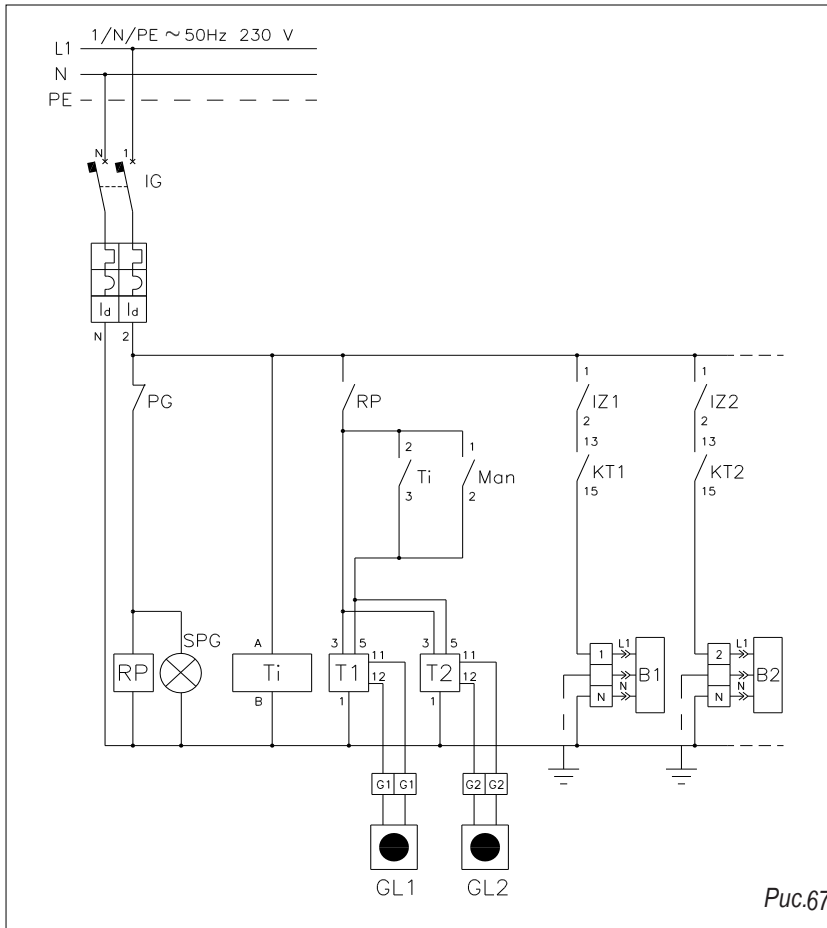 1/N/PE ~ 50Hz 230 V
L1
N
PE
N 1
IG
Id Id
N 2
PG
RP
1
IZ1
2
1
IZ2
2
2
Ti
3
1
Man
2
13
KT1
15
13
KT2
15
SPG
RP
A
Ti
B
3 5
T1
11
12
1
3 5
T2
11
12
1
1 L1
N
N
B1
2 L1
N
N
B2
G1 G1
G2 G2
GL1
GL2
Рис.67